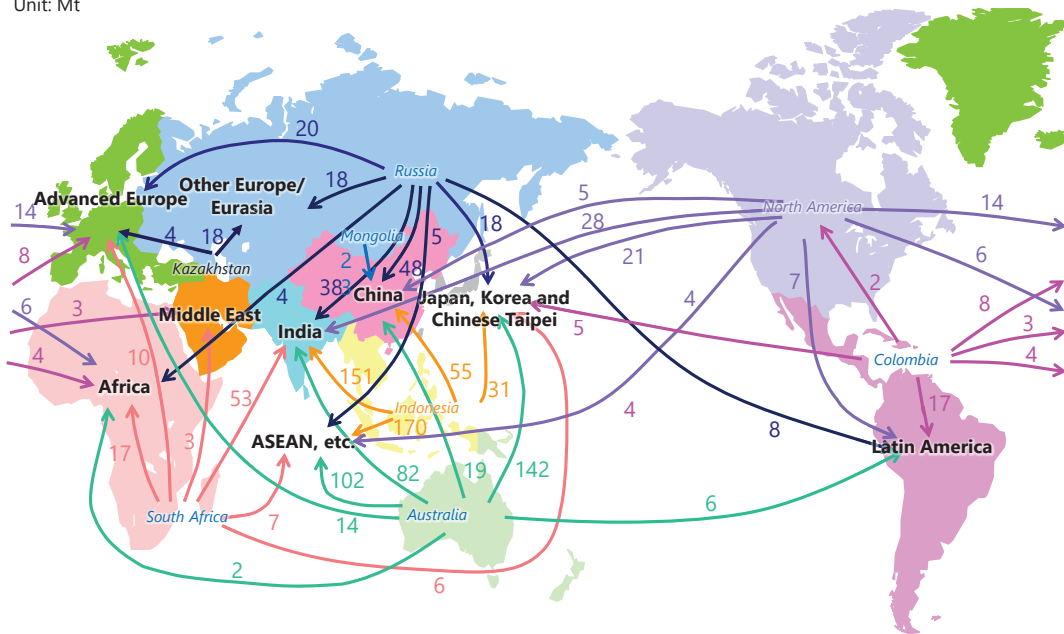 Unit: Mt
20
Russia
Other Europe/
Eurasia
18
Advanced Europe
14
5
14
North America
28
18
5
4
18
Mongolia
21
6
8
Kazakhstan
2
48
38
3
China
4
Japan, Korea and
Chinese Taipei
7
2
4
8
6
3
Middle East
India
5
3
10
Colombia
4
4
Africa
151
55
31
53
Indonesia
4
17
170
8
17
3
ASEAN, etc.
Latin America
102
82
19
142
South Africa
7
14
Australia
6
2
6